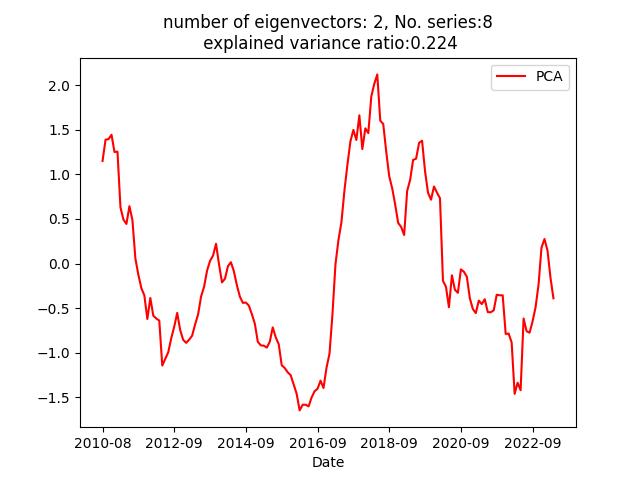 number of eigenvectors: 2, No. series:8
explained variance ratio:0.224
PCA
2.0
1.5
1.0
0.5
0.0
−0.5
−1.0
−1.5
2010-08 2012-09 2014-09 2016-09 2018-09 2020-09 2022-09
Date